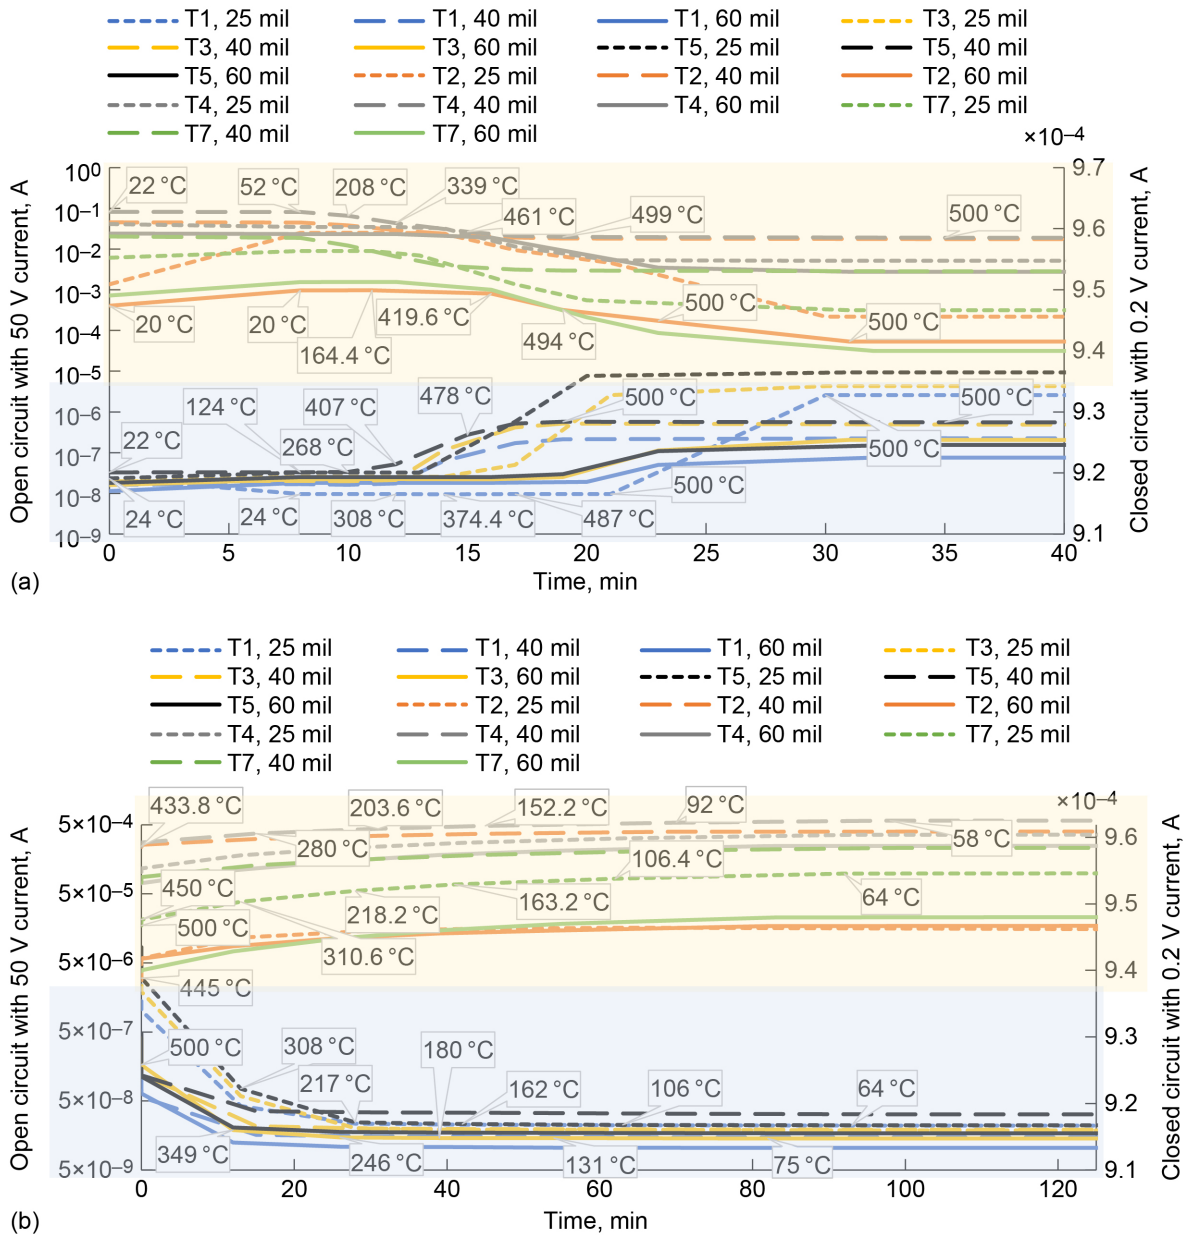 T1, 25 mil T1, 40 mil T1, 60 mil T3, 25 mil
T3, 40 mil T3, 60 mil T5, 25 mil T5, 40 mil
T5, 60 mil T2, 25 mil T2, 40 mil T2, 60 mil
T4, 25 mil T4, 40 mil T4, 60 mil T7, 25 mil
T7, 40 mil T7, 60 mil
×10–4
Open circuit with 50 V current, A
Closed circuit with 0.2 V current, A
100
10–1
10–2
10–3
10–4
10–5
10–6
10–7
10–8
10–9
9.7
9.6
9.5
9.4
9.3
9.2
9.1
22 °C 52 °C 208 °C 339 °C
461 °C 499 °C 500 °C
20 °C 20 °C 419.6 °C 500 °C 500 °C
164.4 °C 494 °C
124 °C 407 °C 478 °C 500 °C 500 °C
22 °C 268 °C 500 °C
500 °C
24 °C 24 °C 308 °C 374.4 °C 487 °C
0 5 10 15 20 25 30 35 40
Time, min
(a)
T1, 25 mil T1, 40 mil T1, 60 mil T3, 25 mil
T3, 40 mil T3, 60 mil T5, 25 mil T5, 40 mil
T5, 60 mil T2, 25 mil T2, 40 mil T2, 60 mil
T4, 25 mil T4, 40 mil T4, 60 mil T7, 25 mil
T7, 40 mil T7, 60 mil
×10–4
Open circuit with 50 V current, A
Closed circuit with 0.2 V current, A
5×10–4
5×10–5
5×10–6
5×10–7
5×10–8
5×10–9
9.6
9.5
9.4
9.3
9.2
9.1
433.8 °C 203.6 °C 152.2 °C 92 °C
280 °C 58 °C
106.4 °C
450 °C 218.2 °C 163.2 °C 64 °C
500 °C 310.6 °C
445 °C
500 °C 308 °C 180 °C
217 °C 162 °C 106 °C 64 °C
349 °C 246 °C 131 °C 75 °C
0 20 40 60 80 100 120
Time, min
(b)